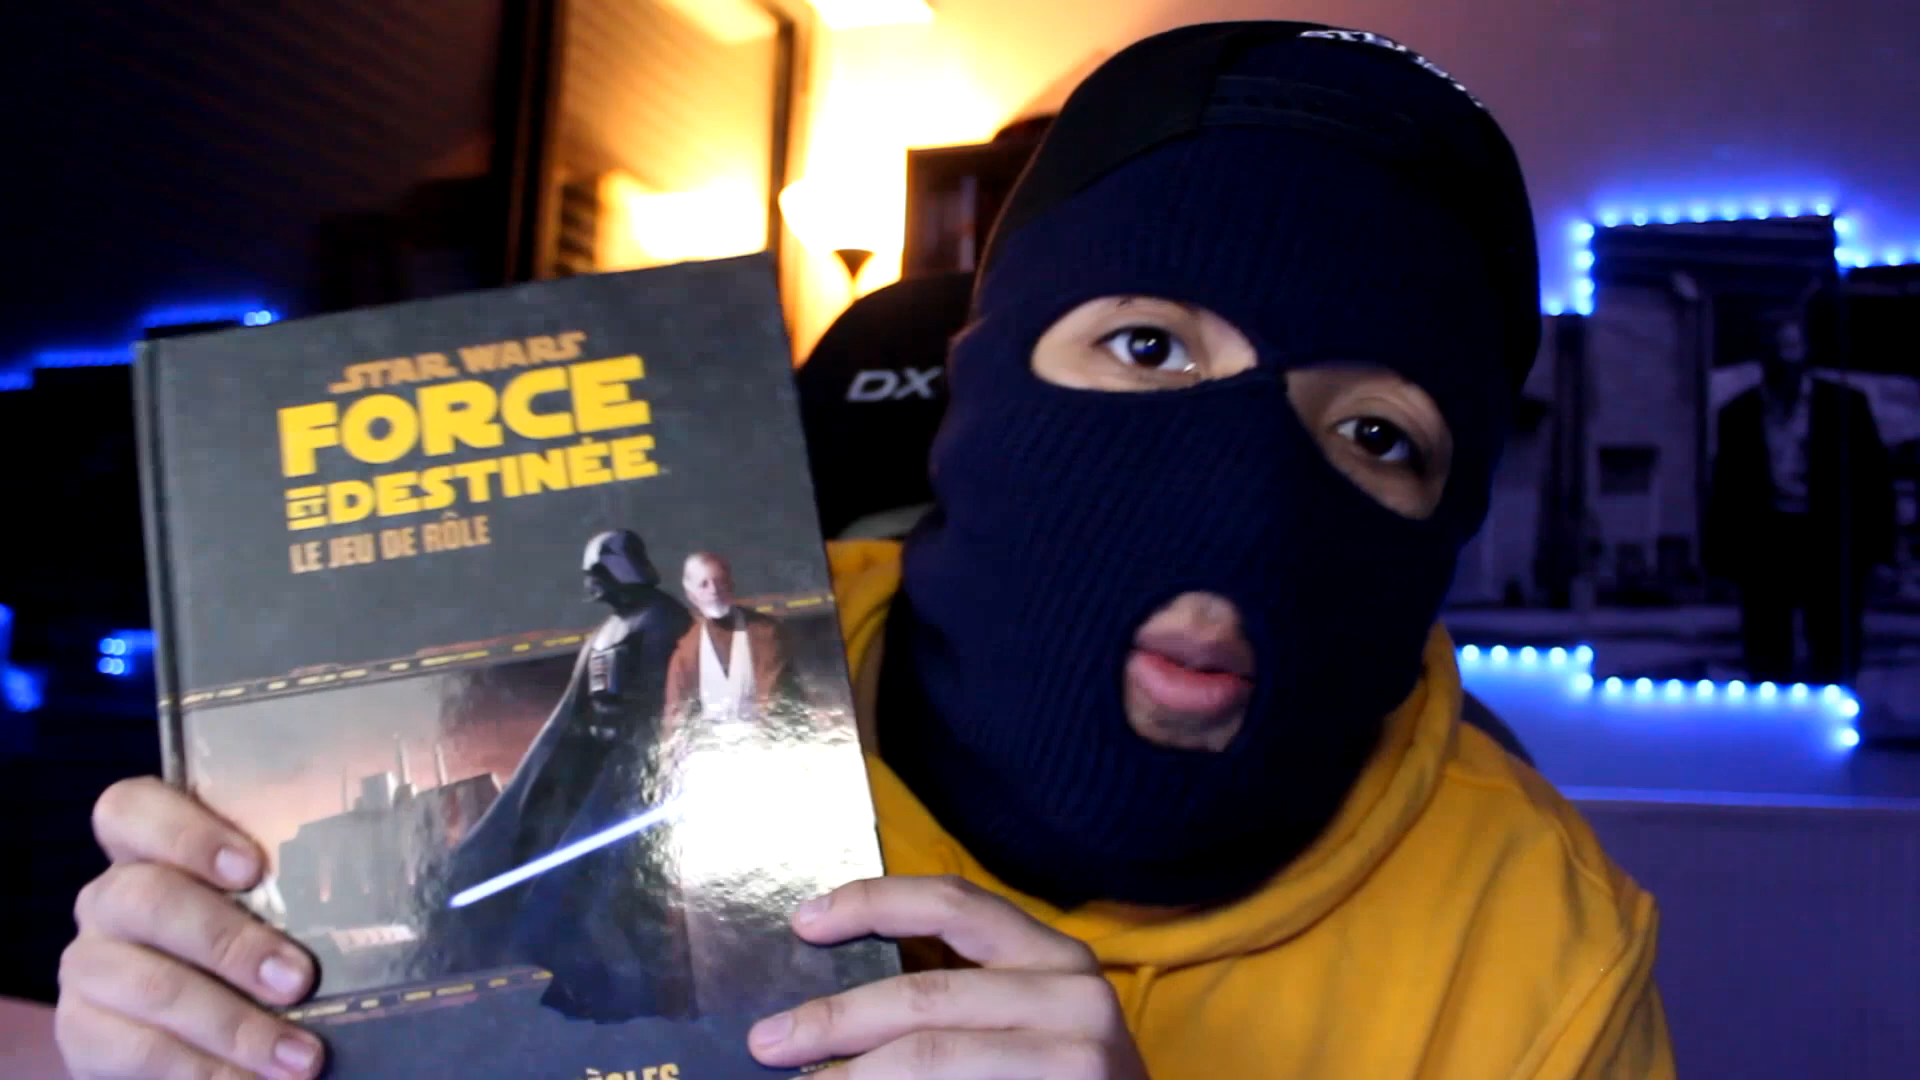 STAR WARS
FORCE
ET DESTINÉE
LE JEU DE RÔLE
DX